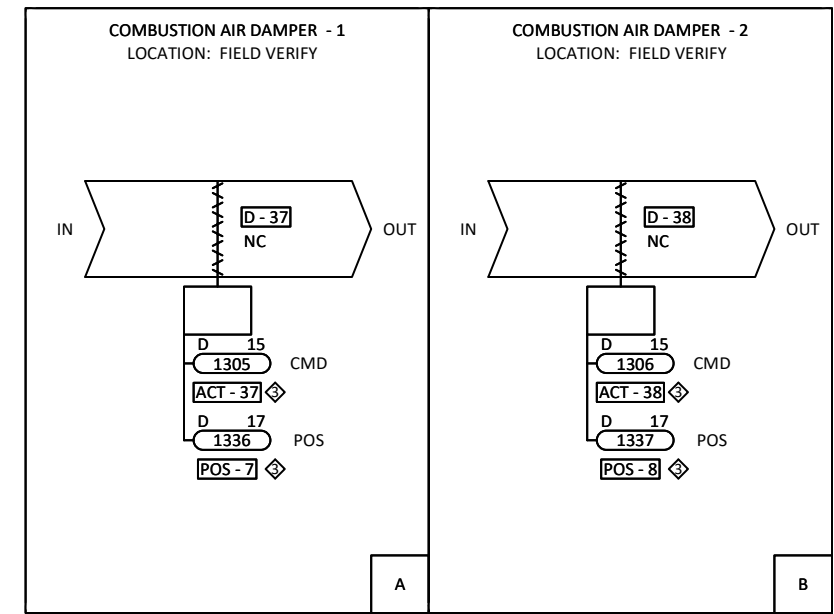 COMBUSTION AIR DAMPER - 1
LOCATION: FIELD VERIFY
IN
D - 37
NC
OUT
D 15
1305 CMD
ACT - 37 3
D 17
1336 POS
POS - 7 3
A
COMBUSTION AIR DAMPER - 2
LOCATION: FIELD VERIFY
IN
D - 38
NC
OUT
D 15
1306 CMD
ACT - 38 3
D 17
1337 POS
POS - 8 3
B